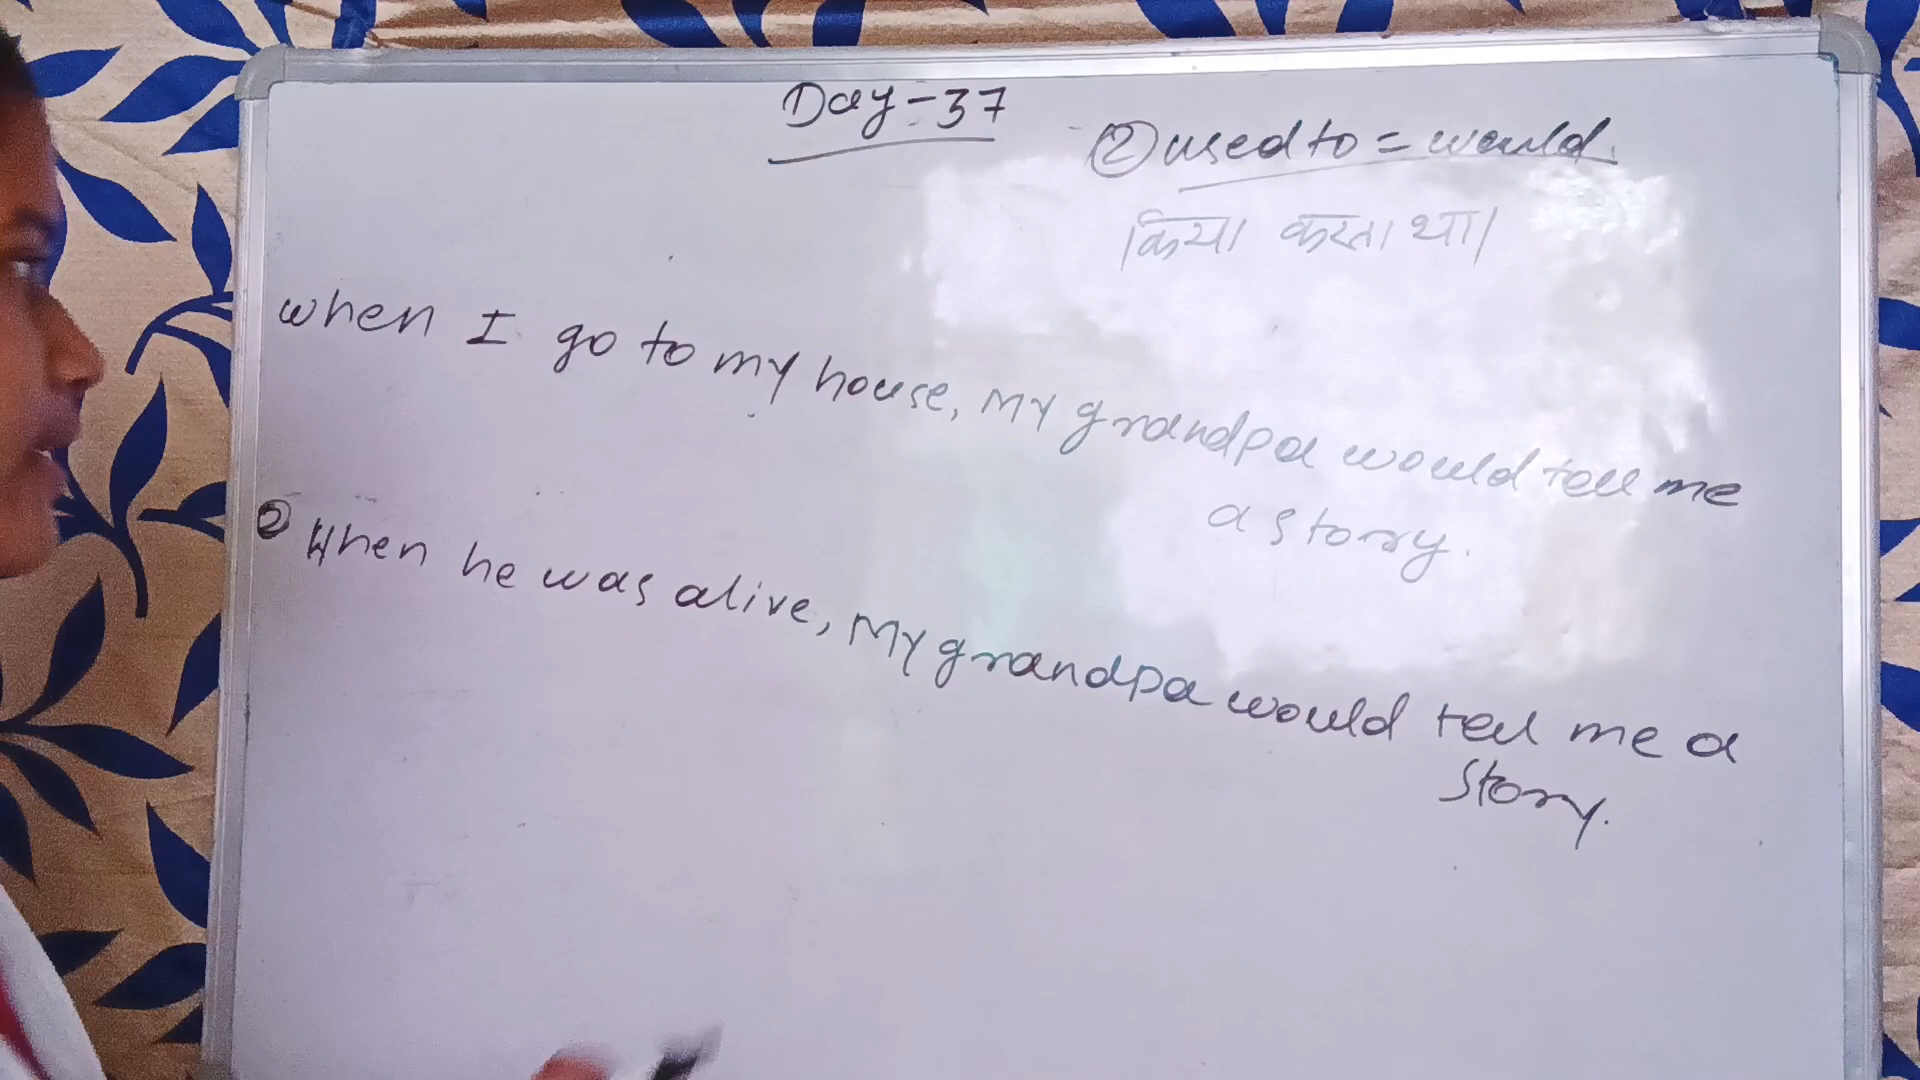 Day-37
② used to = would.
किया करता था।
when I go to my house, My grandpa would tell me
a story.
② When he was alive, My grandpa would tell me a
story.